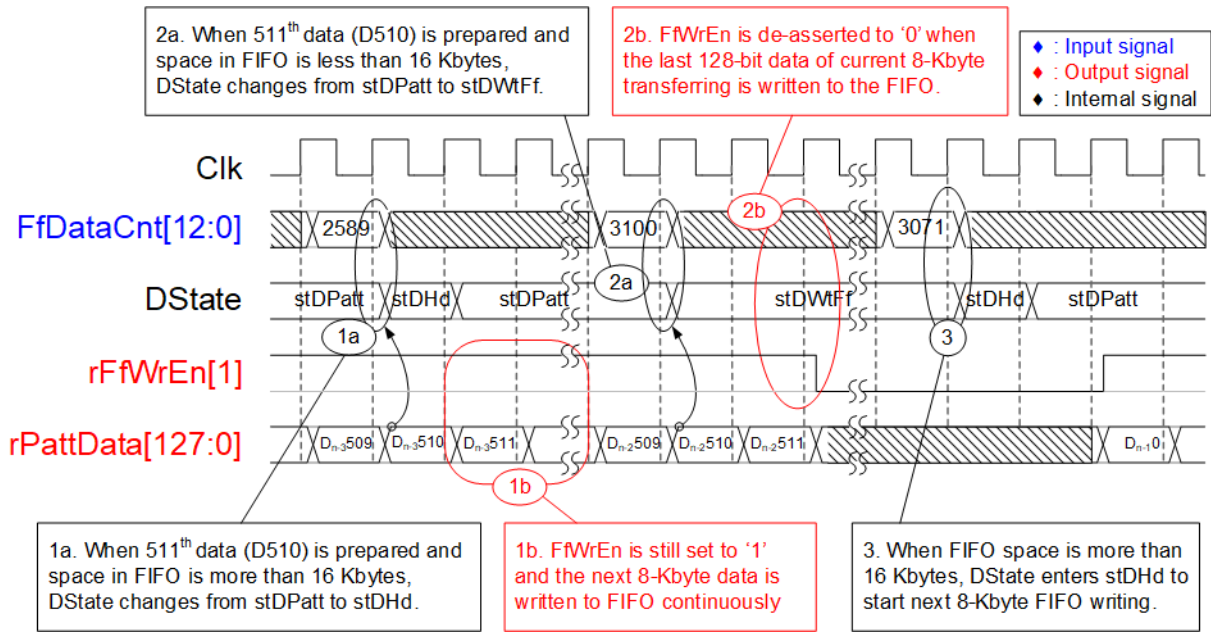 2a. When 511th data (D510) is prepared and
space in FIFO is less than 16 Kbytes,
DState changes from stDPatt to stDWtFf.
2b. FfWrEn is de-asserted to ‘0’ when
the last 128-bit data of current 8-Kbyte
transferring is written to the FIFO.
♦ : Input signal
♦ : Output signal
♦ : Internal signal
Clk
FfDataCnt[12:0]
2589
3100
2b
3071
DState
stDPatt
stDHd
stDPatt
2a
stDWtFf
stDHd
stDPatt
1a
3
rFfWrEn[1]
rPattData[127:0]
Dn-3509
Dn-3510
Dn-3511
Dn-2509
Dn-2510
Dn-2511
Dn-10
1b
1a. When 511th data (D510) is prepared and
space in FIFO is more than 16 Kbytes,
DState changes from stDPatt to stDHd.
1b. FfWrEn is still set to ‘1’
and the next 8-Kbyte data is
written to FIFO continuously
3. When FIFO space is more than
16 Kbytes, DState enters stDHd to
start next 8-Kbyte FIFO writing.